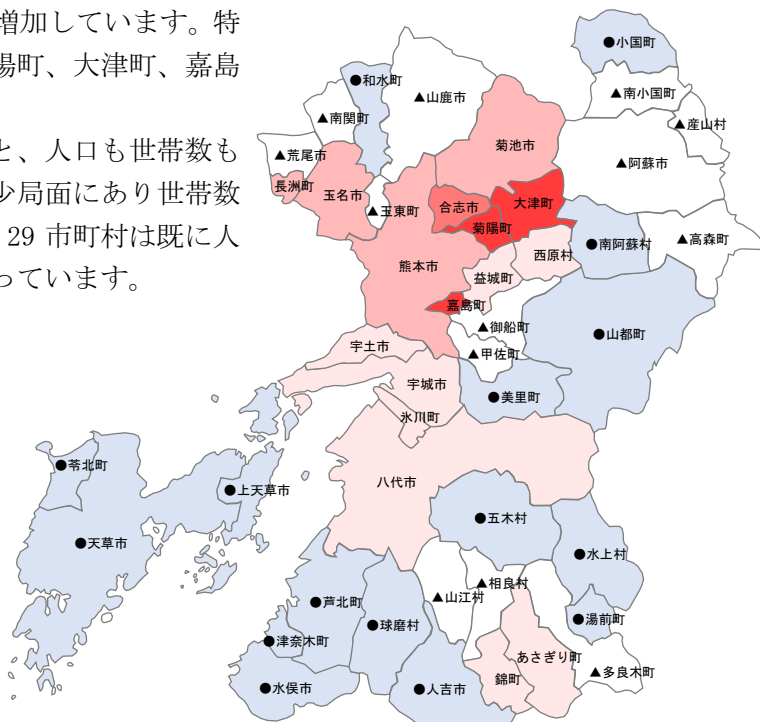 増加しています。特
陽町、大津町、嘉島
と、人口も世帯数も
少局面にあり世帯数
29 市町村は既に人
っています。
●小国町
●和水町
▲山鹿市
▲南小国町
▲南関町
▲産山村
菊池市
▲荒尾市
▲阿蘇市
長洲町
玉名市
▲玉東町
合志市
大津町
菊陽町
西原村
●南阿蘇村
▲高森町
熊本市
益城町
嘉島町
▲御船町
●山都町
宇土市
▲甲佐町
宇城市
●美里町
氷川町
●苓北町
八代市
●上天草市
●五木村
●天草市
●水上村
▲相良村
▲山江村
●芦北町
●湯前町
●球磨村
●津奈木町
あさぎり町
▲多良木町
錦町
●水俣市
●人吉市